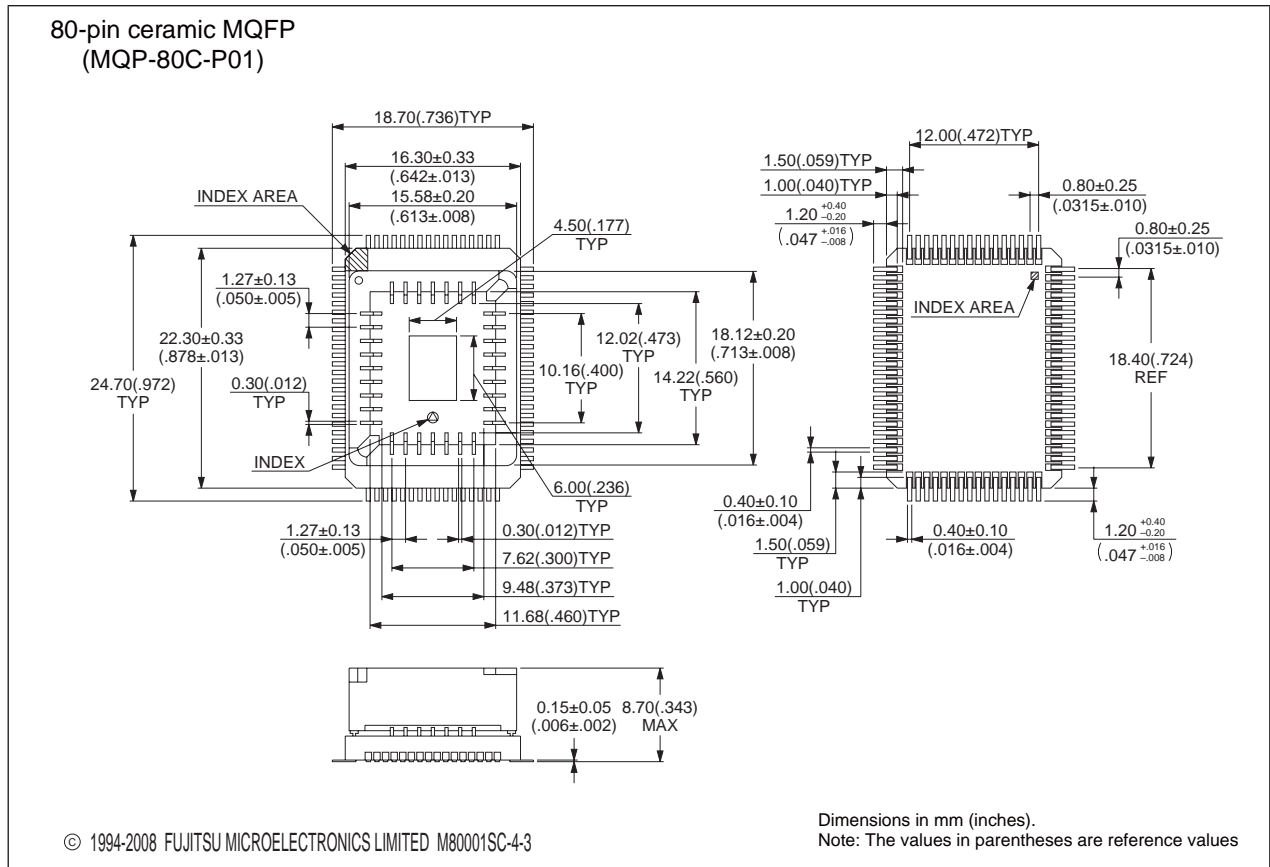 80-pin ceramic MQFP
(MQP-80C-P01)
18.70(.736)TYP
16.30±0.33
(.642±.013)
15.58±0.20
(.613±.008)
INDEX AREA
4.50(.177)
TYP
1.27±0.13
(.050±.005)
22.30±0.33
(.878±.013)
24.70(.972)
TYP
0.30(.012)
TYP
INDEX
1.27±0.13
(.050±.005)
18.12±0.20
(.713±.008)
12.02(.473)
TYP
10.16(.400)
TYP
14.22(.560)
TYP
6.00(.236)
TYP
0.30(.012)TYP
7.62(.300)TYP
9.48(.373)TYP
11.68(.460)TYP
12.00(.472)TYP
1.50(.059)TYP
1.00(.040)TYP
1.20 +0.40 −0.20
(.047 +.016 −.008)
0.80±0.25
(.0315±.010)
0.80±0.25
(.0315±.010)
INDEX AREA
18.40(.724)
REF
0.40±0.10
(.016±.004)
1.50(.059)
TYP
1.00(.040)
TYP
0.40±0.10
(.016±.004)
1.20 +0.40 −0.20
(.047 +.016 −.008)
0.15±0.05
(.006±.002)
8.70(.343)
MAX
© 1994-2008 FUJITSU MICROELECTRONICS LIMITED M80001SC-4-3
Dimensions in mm (inches).
Note: The values in parentheses are reference values